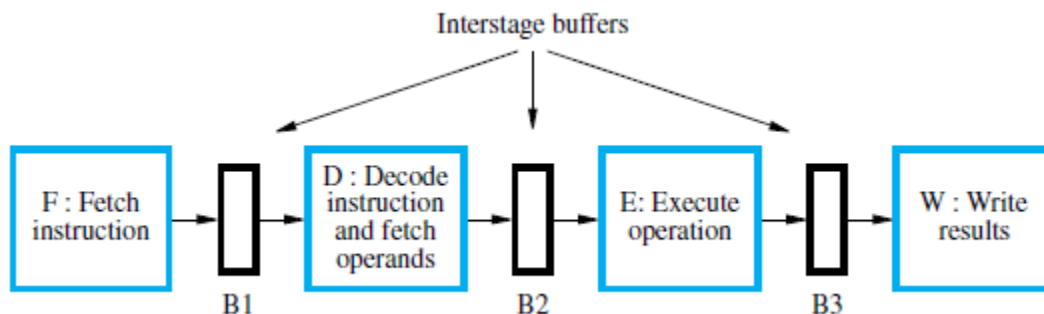 Interstage buffers
F : Fetch
instruction
D : Decode
instruction
and fetch
operands
E: Execute
operation
W : Write
results
B1
B2
B3